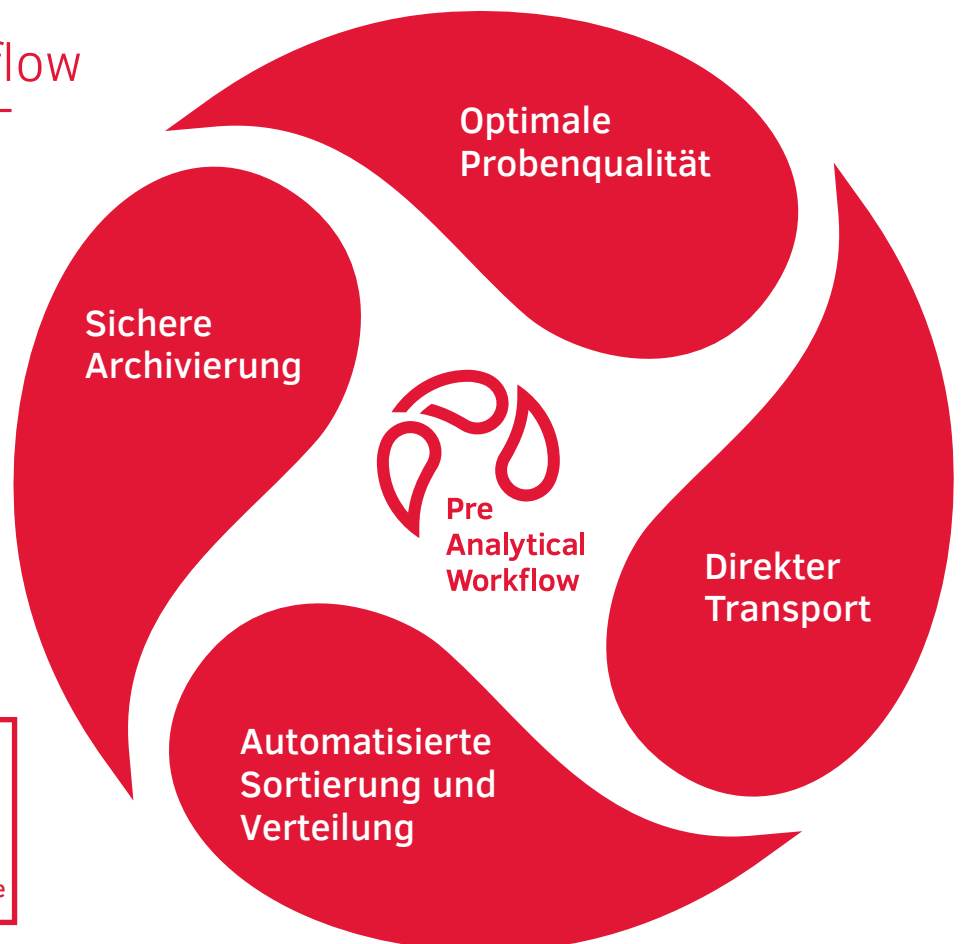 flow
Optimale
Probenqualität
Sichere
Archivierung
Pre
Analytical
Workflow
Direkter
Transport
Automatisierte
Sortierung und
Verteilung
e